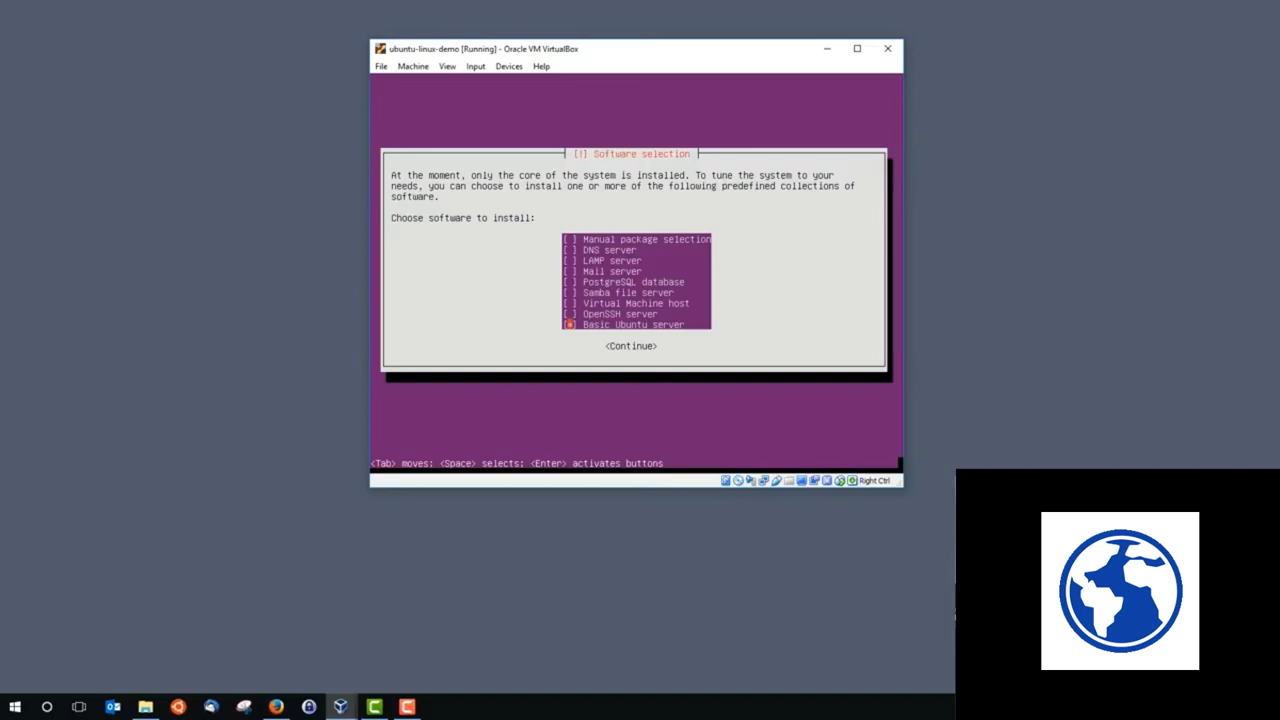 ubuntu-linux-demo [Running] - Oracle VM VirtualBox
File Machine View Input Devices Help
[!] Software selection
At the moment, only the core of the system is installed. To tune the system to your
needs, you can choose to install one or more of the following predefined collections of
software.
Choose software to install:
[ ] Manual package selection
[ ] DNS server
[ ] LAMP server
[ ] Mail server
[ ] PostgreSQL database
[ ] Samba file server
[ ] Virtual Machine host
[ ] OpenSSH server
[*] Basic Ubuntu server
<Continue>
<Tab> moves; <Space> selects; <Enter> activates buttons
Right Ctrl